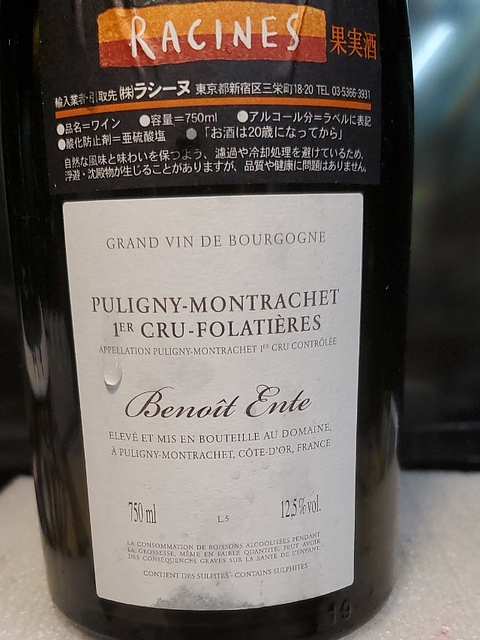 RACINES 果実酒
輸入業者・引取先 ㈱ラシーヌ 東京都新宿区三栄町18-20 TEL 03-5366-3931
●品名=ワイン ●容量=750ml ●アルコール分=ラベルに表記
●酸化防止剤=亜硫酸塩 ●「お酒は20歳になってから」
自然な風味と味わいを保つよう、濾過や冷却処理を避けているため、
浮遊・沈殿物が生じることがありますが、品質や健康に問題はありません。
GRAND VIN DE BOURGOGNE
PULIGNY-MONTRACHET
1ER CRU-FOLATIÈRES
APPELLATION PULIGNY-MONTRACHET 1ER CRU CONTRÔLÉE
Benoît Ente
ELEVÉ ET MIS EN BOUTEILLE AU DOMAINE,
À PULIGNY-MONTRACHET, CÔTE-D'OR, FRANCE
750 ml L.5 12,5 % vol.
LA CONSOMMATION DE BOISSONS ALCOOLISÉES PENDANT
LA GROSSESSE, MÊME EN FAIBLE QUANTITÉ, PEUT AVOIR
DES CONSÉQUENCES GRAVES SUR LA SANTÉ DE L'ENFANT
CONTIENT DES SULFITES - CONTAINS SULPHITES